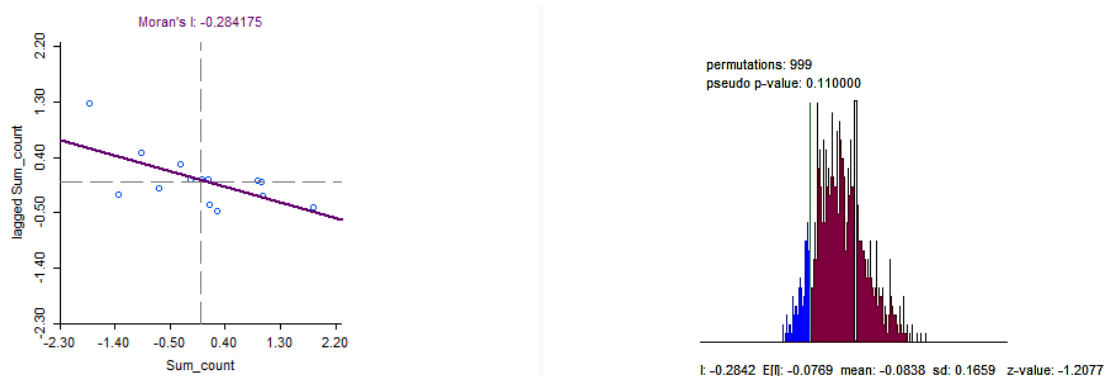 Moran's I: -0.284175
2.20
1.30
0.40
-0.50
-1.40
-2.30
lagged Sum_count
-2.30 -1.40 -0.50 0.40 1.30 2.20
Sum_count
permutations: 999
pseudo p-value: 0.110000
I: -0.2842 E[I]: -0.0769 mean: -0.0838 sd: 0.1659 z-value: -1.2077